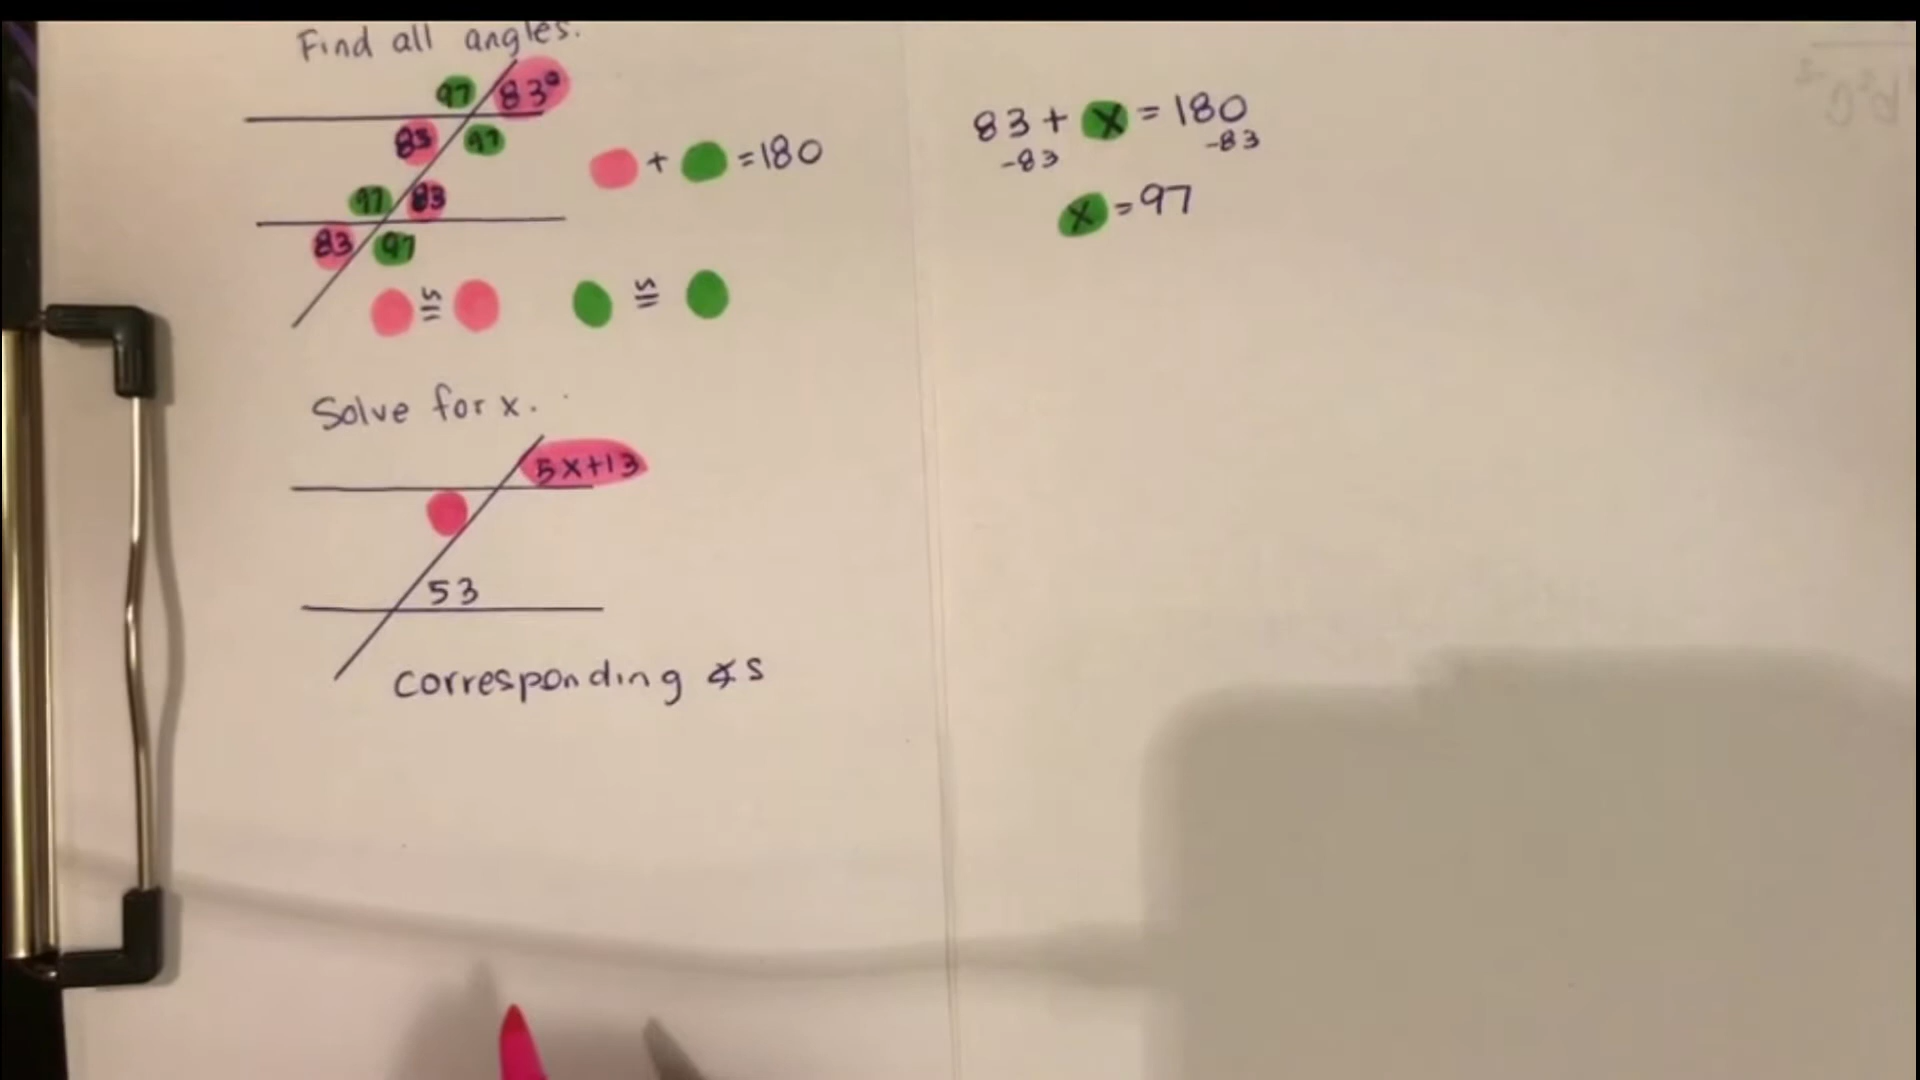 Find all angles.
97 83°
83 97
97 83
83 97
+ = 180
≅ ≅
83 + x = 180
-83 -83
x = 97
Solve for x.
5x+13
53
corresponding ∡s